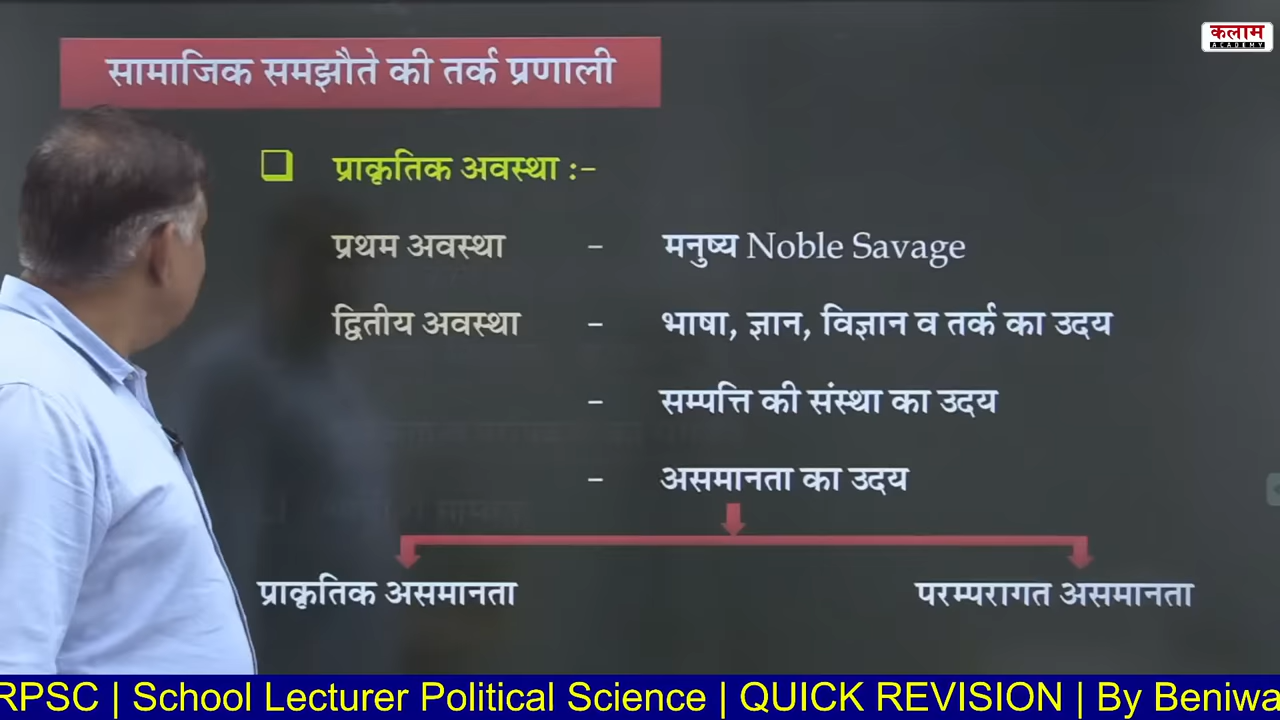 कलाम
ACADEMY
सामाजिक समझौते की तर्क प्रणाली
❑ प्राकृतिक अवस्था :–
प्रथम अवस्था – मनुष्य Noble Savage
द्वितीय अवस्था – भाषा, ज्ञान, विज्ञान व तर्क का उदय
– सम्पत्ति की संस्था का उदय
– असमानता का उदय
प्राकृतिक असमानता परम्परागत असमानता
RPSC | School Lecturer Political Science | QUICK REVISION | By Beniwa